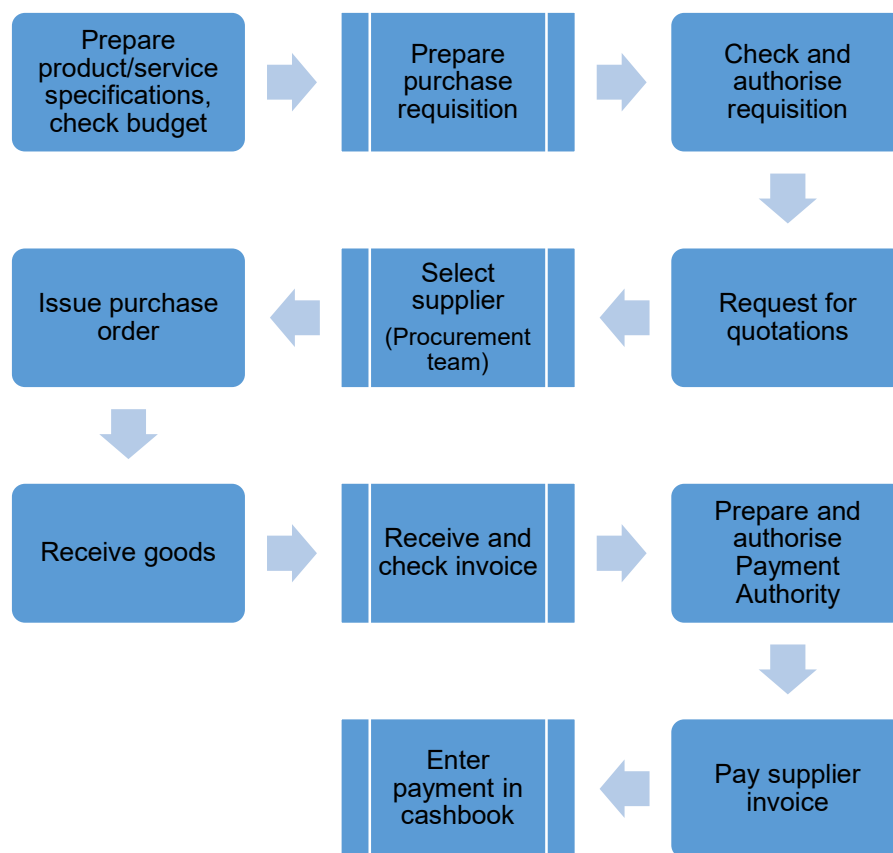 Prepare
product/service
specifications,
check budget
Prepare
purchase
requisition
Check and
authorise
requisition
Request for
quotations
Select
supplier
(Procurement
team)
Issue purchase
order
Receive goods
Receive and
check invoice
Prepare and
authorise
Payment
Authority
Pay supplier
invoice
Enter
payment in
cashbook